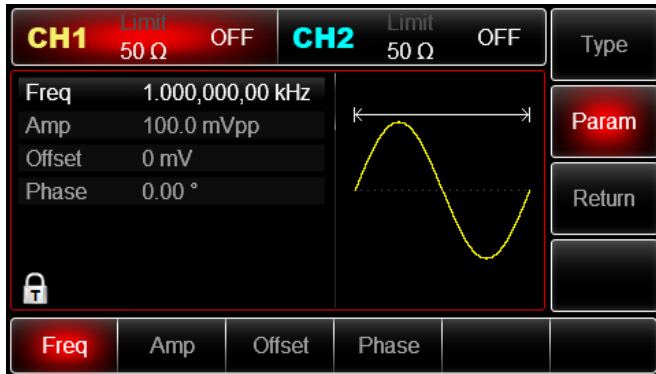 CH1 Limit 50 Ω OFF CH2 Limit 50 Ω OFF
Type
Freq 1.000,000,00 kHz
Amp 100.0 mVpp
Offset 0 mV
Phase 0.00 °
T
Param
Return
Freq Amp Offset Phase